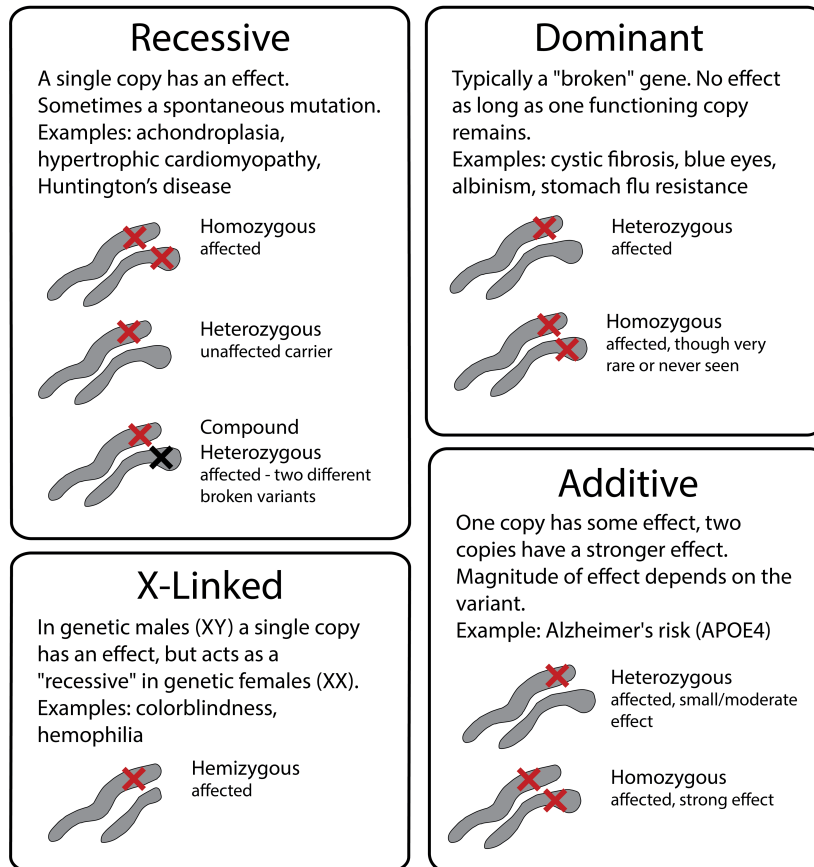 Recessive
A single copy has an effect.
Sometimes a spontaneous mutation.
Examples: achondroplasia,
hypertrophic cardiomyopathy,
Huntington's disease
Homozygous
affected
Heterozygous
unaffected carrier
Compound
Heterozygous
affected - two different
broken variants
Dominant
Typically a "broken" gene. No effect
as long as one functioning copy
remains.
Examples: cystic fibrosis, blue eyes,
albinism, stomach flu resistance
Heterozygous
affected
Homozygous
affected, though very
rare or never seen
X-Linked
In genetic males (XY) a single copy
has an effect, but acts as a
"recessive" in genetic females (XX).
Examples: colorblindness,
hemophilia
Hemizygous
affected
Additive
One copy has some effect, two
copies have a stronger effect.
Magnitude of effect depends on the
variant.
Example: Alzheimer's risk (APOE4)
Heterozygous
affected, small/moderate
effect
Homozygous
affected, strong effect